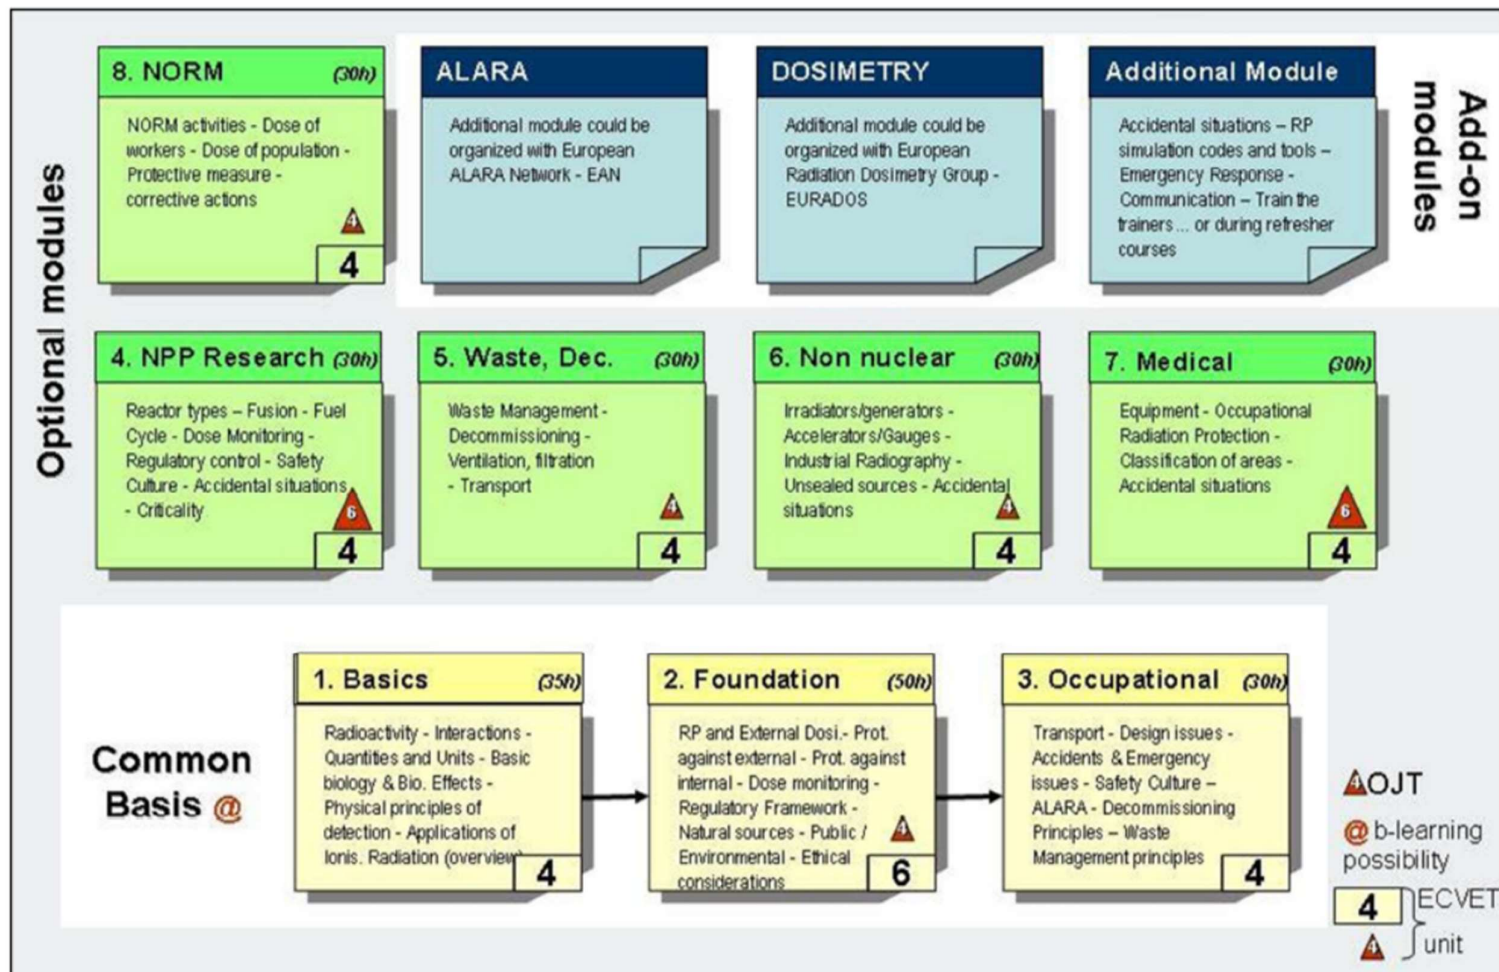 Optional modules
8. NORM (30h)
NORM activities - Dose of
workers - Dose of population -
Protective measure -
corrective actions
4
4
ALARA
Additional module could be
organized with European
ALARA Network - EAN
DOSIMETRY
Additional module could be
organized with European
Radiation Dosimetry Group -
EURADOS
Additional Module
Accidental situations – RP
simulation codes and tools –
Emergency Response -
Communication – Train the
trainers ... or during refresher
courses
Add-on
modules
4. NPP Research (30h)
Reactor types – Fusion - Fuel
Cycle - Dose Monitoring -
Regulatory control - Safety
Culture - Accidental situations
- Criticality
6
4
5. Waste, Dec. (30h)
Waste Management -
Decommissioning -
Ventilation, filtration
- Transport
4
4
6. Non nuclear (30h)
Irradiators/generators -
Accelerators/Gauges -
Industrial Radiography -
Unsealed sources - Accidental
situations
4
4
7. Medical (30h)
Equipment - Occupational
Radiation Protection -
Classification of areas -
Accidental situations
6
4
Common
Basis @
1. Basics (35h)
Radioactivity - Interactions -
Quantities and Units - Basic
biology & Bio. Effects -
Physical principles of
detection - Applications of
Ionis. Radiation (overview)
4
2. Foundation (50h)
RP and External Dosi.- Prot.
against external - Prot. against
internal - Dose monitoring -
Regulatory Framework -
Natural sources - Public /
Environmental - Ethical
considerations
4
6
3. Occupational (30h)
Transport - Design issues -
Accidents & Emergency
issues - Safety Culture –
ALARA - Decommissioning
Principles – Waste
Management principles
4
4 OJT
@ b-learning
possibility
4 ECVET
4 unit